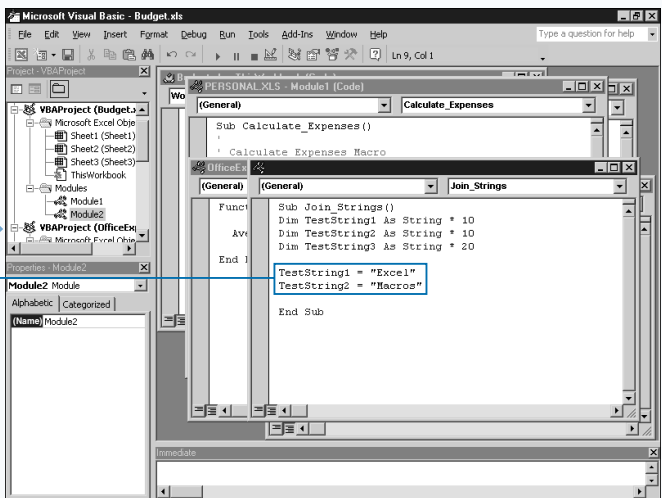 Microsoft Visual Basic - Budget.xls
File Edit View Insert Format Debug Run Tools Add-Ins Window Help
Type a question for help
Ln 9, Col 1
Project - VBAProject
VBAProject (Budget.x
Microsoft Excel Obje
Sheet1 (Sheet1)
Sheet2 (Sheet2)
Sheet3 (Sheet3)
ThisWorkbook
Modules
Module1
Module2
VBAProject (OfficeEx
Microsoft Excel Obje
Properties - Module2
Module2 Module
Alphabetic Categorized
(Name) Module2
Wo
PERSONAL.XLS - Module1 (Code)
(General) Calculate_Expenses
Sub Calculate_Expenses()
'
' Calculate Expenses Macro
OfficeEx
(General)
Funct
Ave
End
(General) Join_Strings
Sub Join_Strings()
Dim TestString1 As String * 10
Dim TestString2 As String * 10
Dim TestString3 As String * 20
TestString1 = "Excel"
TestString2 = "Macros"
End Sub
Immediate